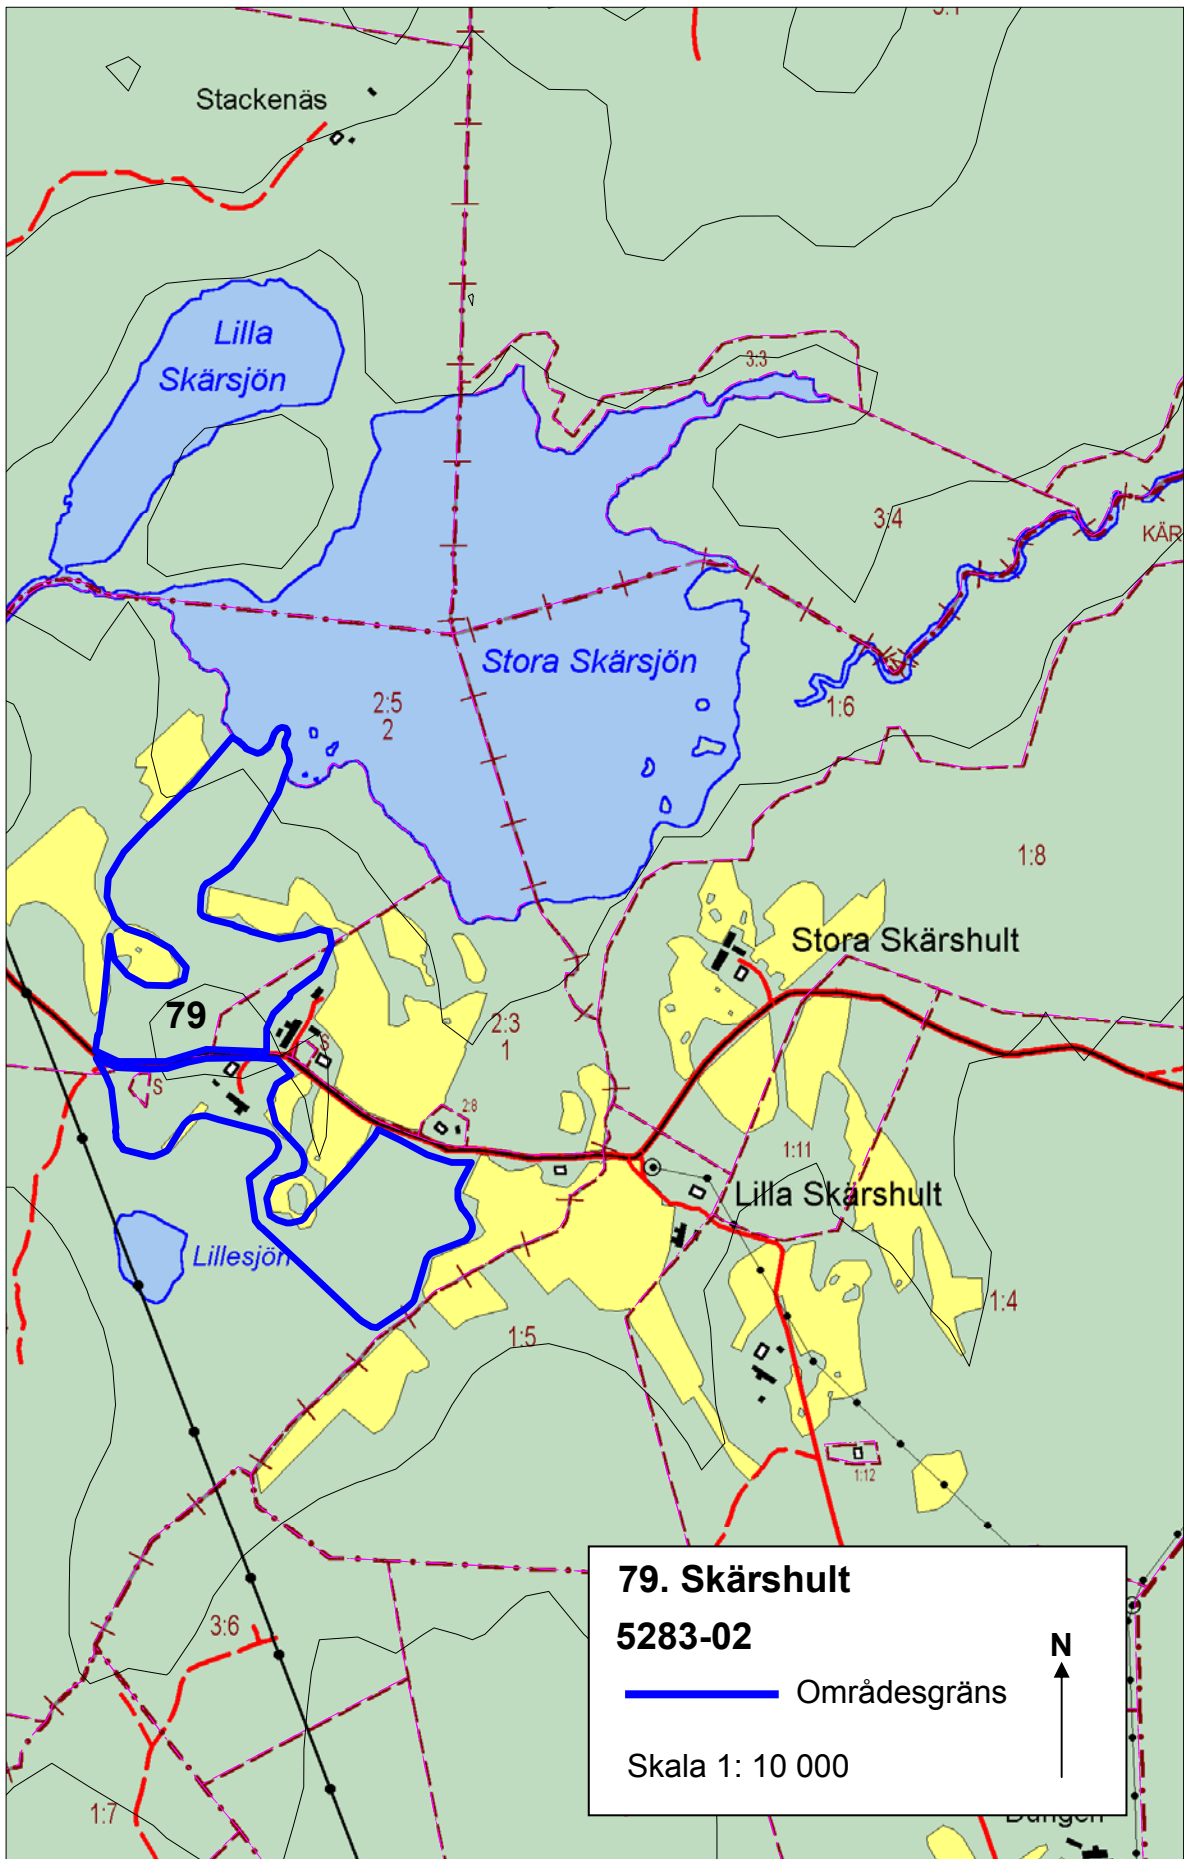 Stackenäs
Lilla
Skärsjön
3:3
3:4
KÄR
Stora Skärsjön
2:5
2
1:6
1:8
Stora Skärshult
79
2:3
1
S
S
2:8
1:11
Lilla Skärshult
Lillesjön
1:4
1:5
1:12
79. Skärshult
5283-02
N
Områdesgräns
Skala 1: 10 000
3:6
1:7